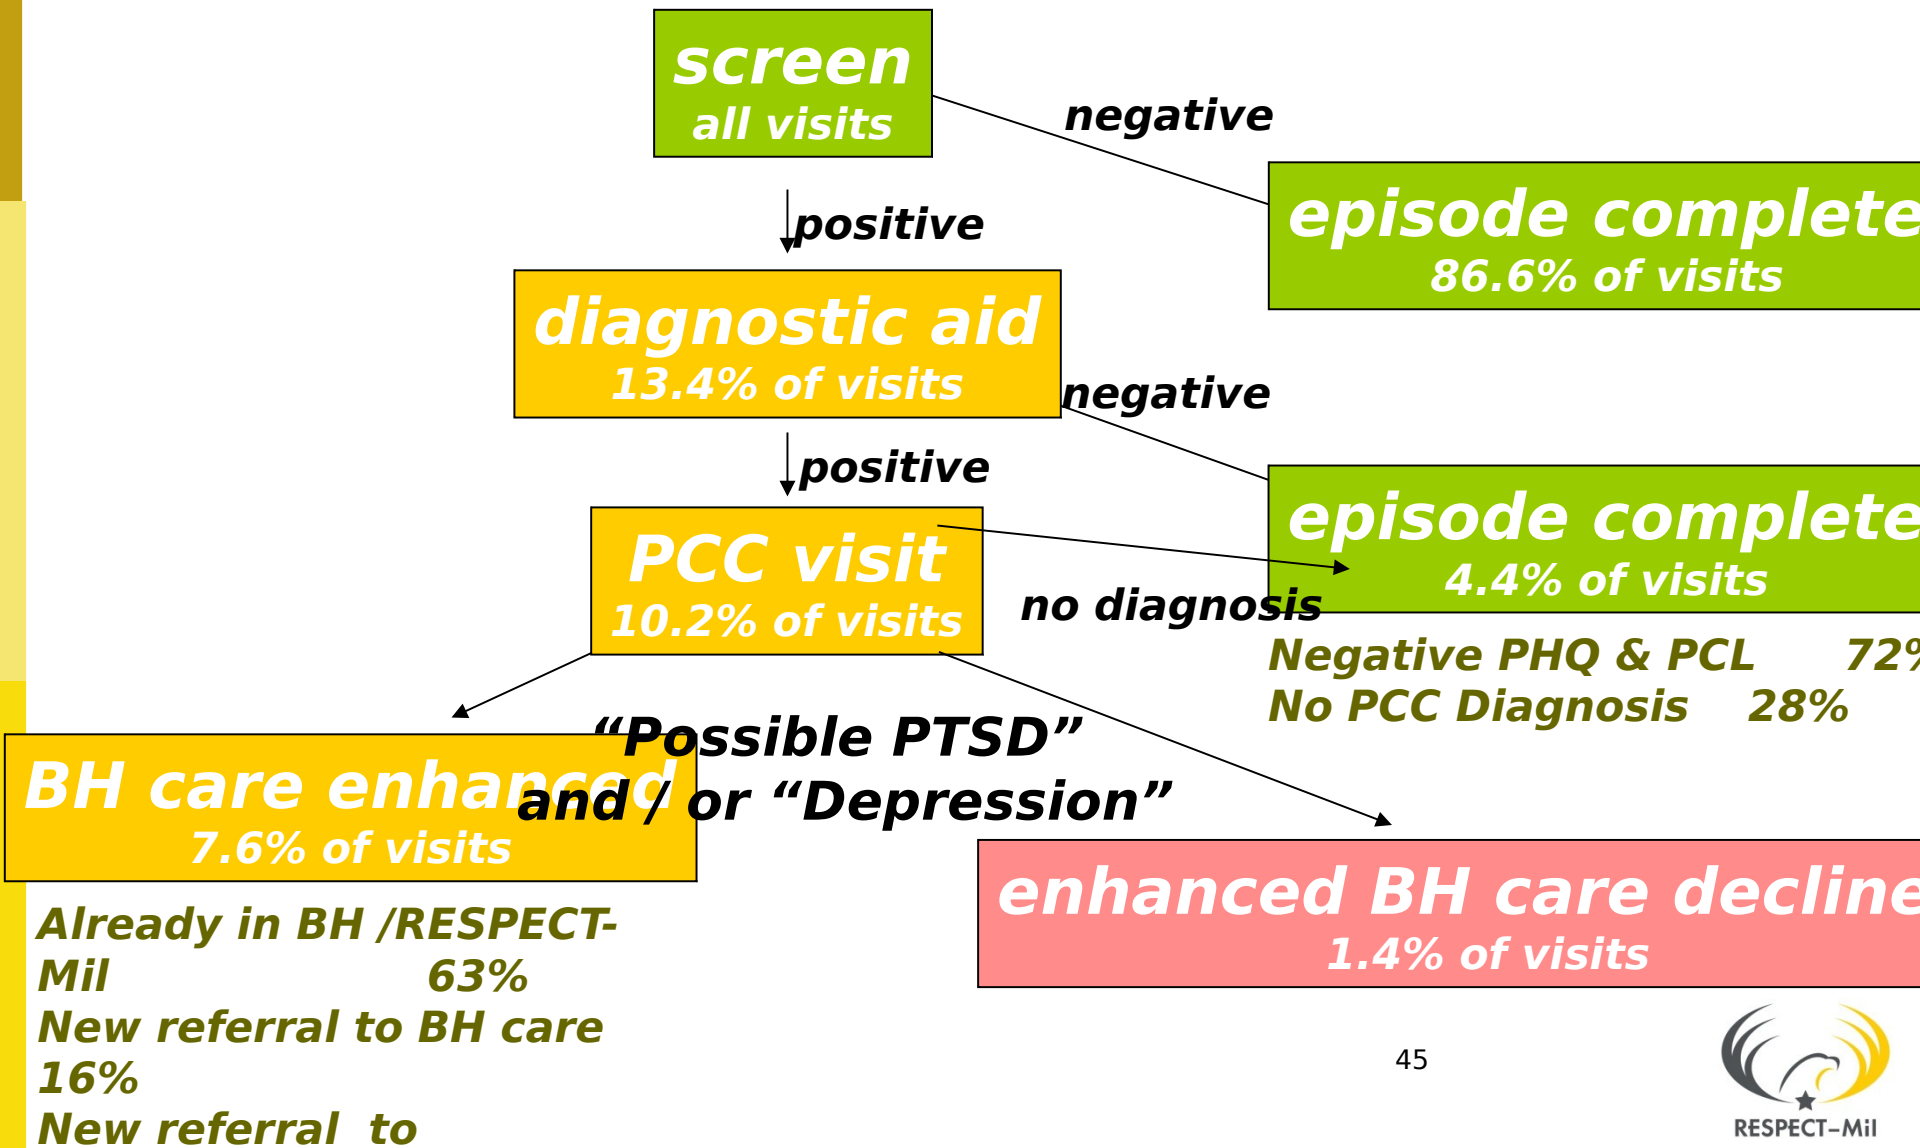 screen
all visits
negative
episode complete
86.6% of visits
positive
diagnostic aid
13.4% of visits
negative
positive
episode complete
4.4% of visits
PCC visit
10.2% of visits
no diagnosis
Negative PHQ & PCL 72%
No PCC Diagnosis 28%
“Possible PTSD”
and / or “Depression”
BH care enhanced
7.6% of visits
enhanced BH care decline
1.4% of visits
Already in BH /RESPECT-
Mil 63%
New referral to BH care
16%
New referral to
45
RESPECT-Mil